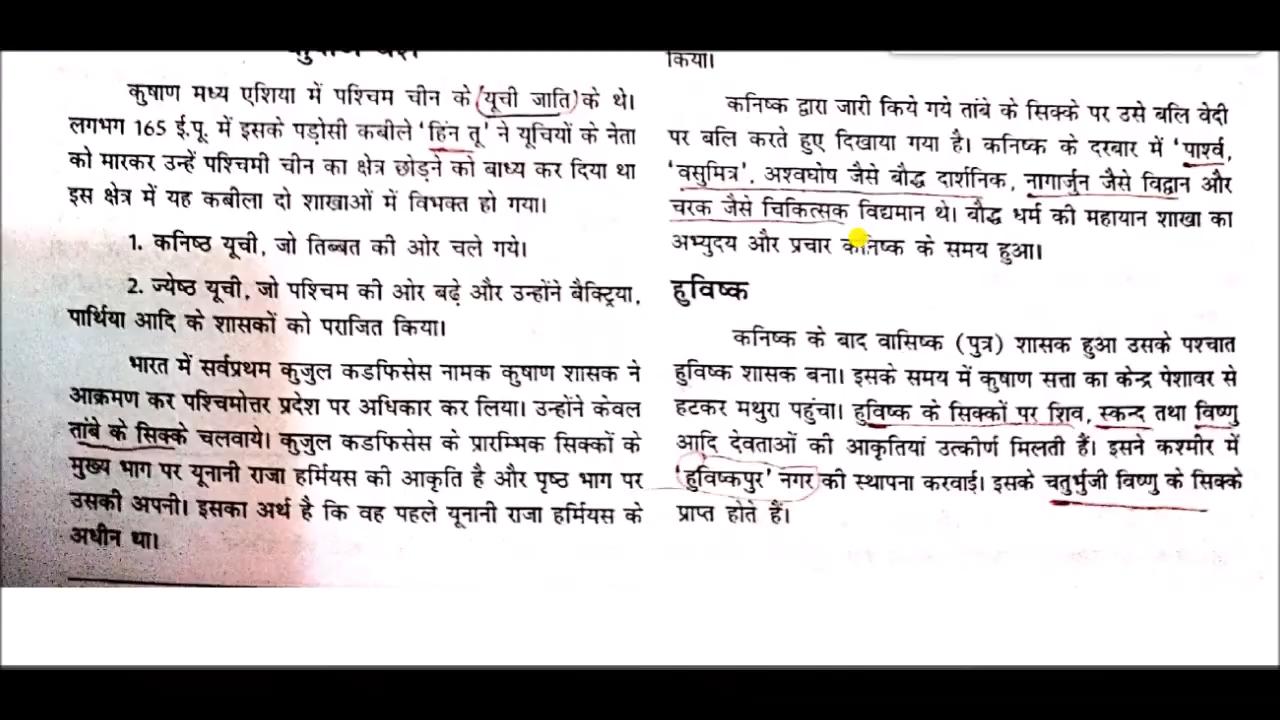 कुषाण मध्य एशिया में पश्चिम चीन के (यूची जाति) के थे।
लगभग 165 ई.पू. में इसके पड़ोसी कबीले 'हिंन तू' ने यूचियों के नेता
को मारकर उन्हें पश्चिमी चीन का क्षेत्र छोड़ने को बाध्य कर दिया था
इस क्षेत्र में यह कबीला दो शाखाओं में विभक्त हो गया।
1. कनिष्ठ यूची, जो तिब्बत की ओर चले गये।
2. ज्येष्ठ यूची, जो पश्चिम की ओर बढ़े और उन्होंने बैक्ट्रिया,
पार्थिया आदि के शासकों को पराजित किया।
भारत में सर्वप्रथम कुजुल कडफिसेस नामक कुषाण शासक ने
आक्रमण कर पश्चिमोत्तर प्रदेश पर अधिकार कर लिया। उन्होंने केवल
तांबे के सिक्के चलवाये। कुजुल कडफिसेस के प्रारम्भिक सिक्कों के
मुख्य भाग पर यूनानी राजा हर्मियस की आकृति है और पृष्ठ भाग पर
उसकी अपनी। इसका अर्थ है कि वह पहले यूनानी राजा हर्मियस के
अधीन था।
किया।
कनिष्क द्वारा जारी किये गये तांबे के सिक्के पर उसे बलि वेदी
पर बलि करते हुए दिखाया गया है। कनिष्क के दरबार में 'पार्श्व,
'वसुमित्र', अश्वघोष जैसे बौद्ध दार्शनिक, नागार्जुन जैसे विद्वान और
चरक जैसे चिकित्सक विद्यमान थे। बौद्ध धर्म की महायान शाखा का
अभ्युदय और प्रचार कनिष्क के समय हुआ।
हुविष्क
कनिष्क के बाद वासिष्क (पुत्र) शासक हुआ उसके पश्चात
हुविष्क शासक बना। इसके समय में कुषाण सत्ता का केन्द्र पेशावर से
हटकर मथुरा पहुंचा। हुविष्क के सिक्कों पर शिव, स्कन्द तथा विष्णु
आदि देवताओं की आकृतियां उत्कीर्ण मिलती हैं। इसने कश्मीर में
'हुविष्कपुर' नगर की स्थापना करवाई। इसके चतुर्भुजी विष्णु के सिक्के
प्राप्त होते हैं।